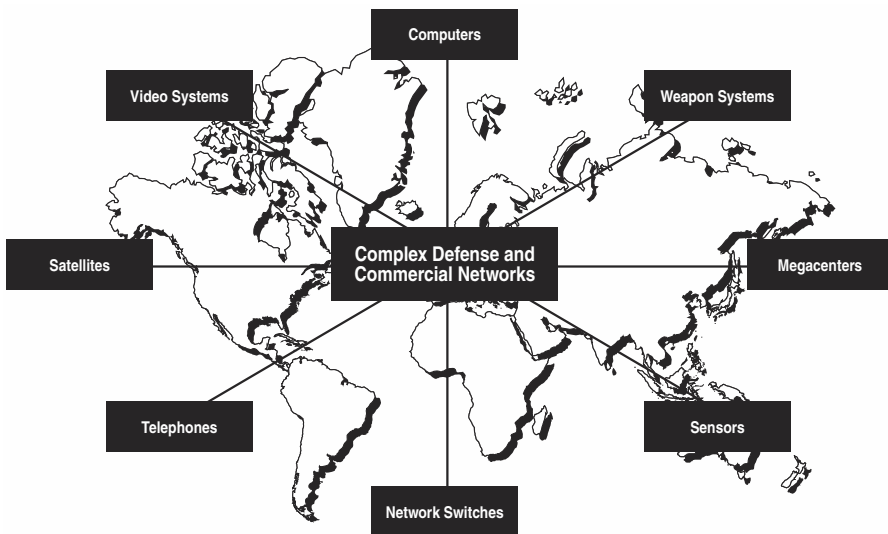 Computers
Video Systems
Weapon Systems
Satellites
Complex Defense and
Commercial Networks
Megacenters
Telephones
Sensors
Network Switches